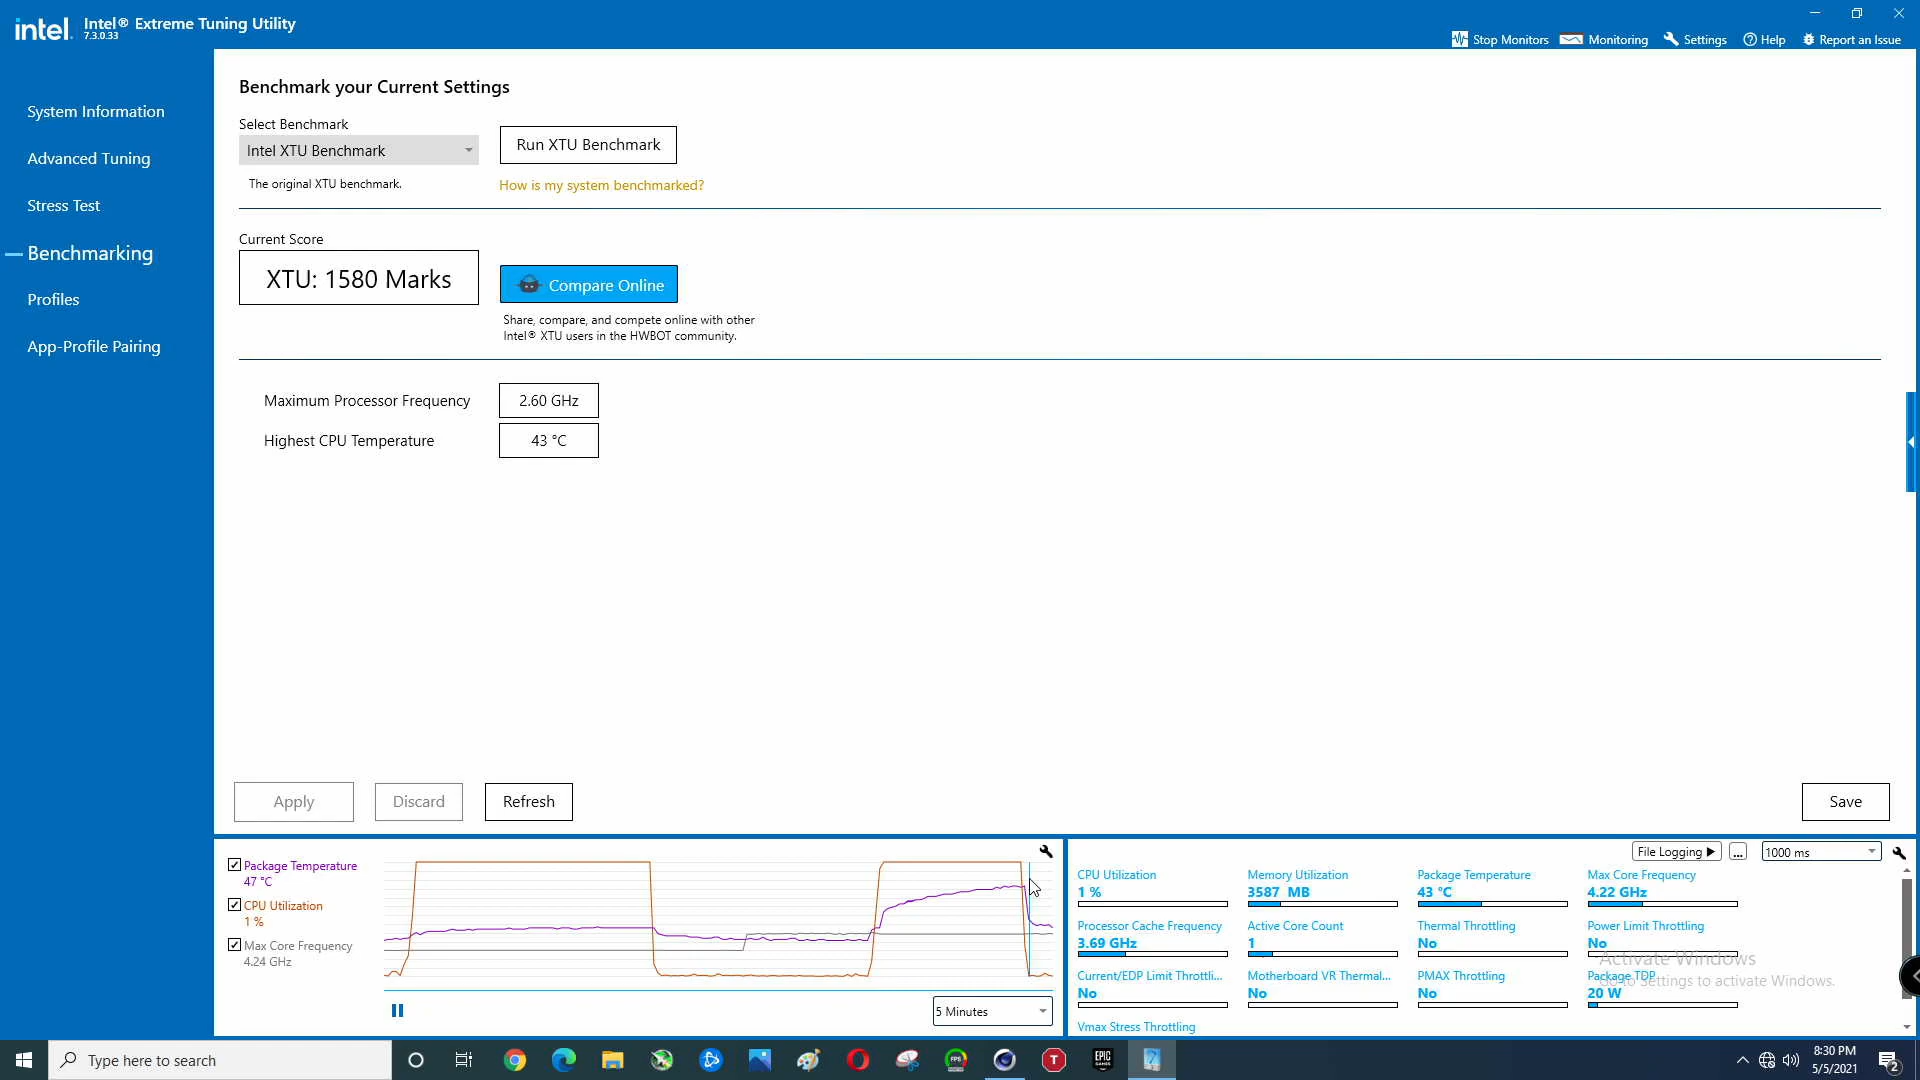 intel.
Intel® Extreme Tuning Utility
7.3.0.33
Stop Monitors
Monitoring
Settings
Help
Report an Issue
System Information
Advanced Tuning
Stress Test
Benchmarking
Profiles
App-Profile Pairing
Benchmark your Current Settings
Select Benchmark
Intel XTU Benchmark
Run XTU Benchmark
The original XTU benchmark.
How is my system benchmarked?
Current Score
XTU: 1580 Marks
Compare Online
Share, compare, and compete online with other
Intel® XTU users in the HWBOT community.
Maximum Processor Frequency
2.60 GHz
Highest CPU Temperature
43 °C
Apply
Discard
Refresh
Save
Package Temperature
47 °C
CPU Utilization
1 %
Max Core Frequency
4.24 GHz
5 Minutes
File Logging
...
1000 ms
CPU Utilization
1 %
Memory Utilization
3587 MB
Package Temperature
43 °C
Max Core Frequency
4.22 GHz
Processor Cache Frequency
3.69 GHz
Active Core Count
1
Thermal Throttling
No
Power Limit Throttling
No
Current/EDP Limit Throttli...
No
Motherboard VR Thermal...
No
PMAX Throttling
No
Package TDP
20 W
Vmax Stress Throttling
Activate Windows
Go to Settings to activate Windows.
Type here to search
FPS
T
EPIC
GAMES
8:30 PM
5/5/2021
2